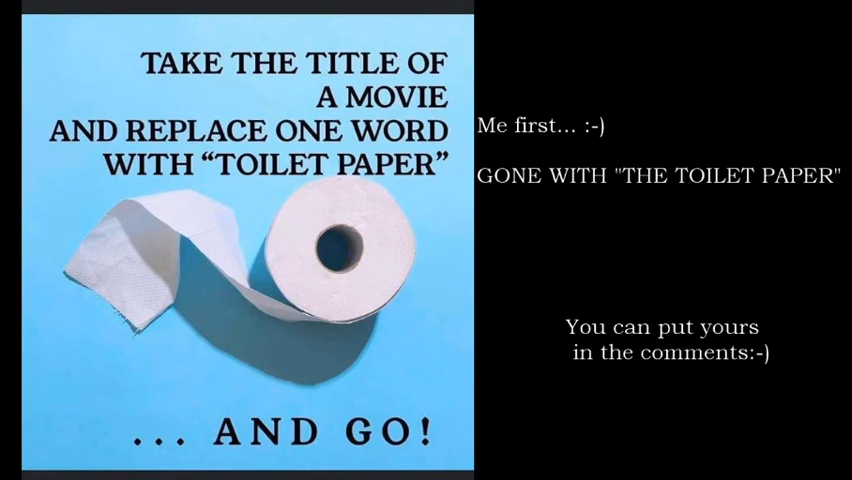 TAKE THE TITLE OF
A MOVIE
AND REPLACE ONE WORD
WITH “TOILET PAPER”
... AND GO!
Me first... :-)
GONE WITH "THE TOILET PAPER"
You can put yours
in the comments:-)